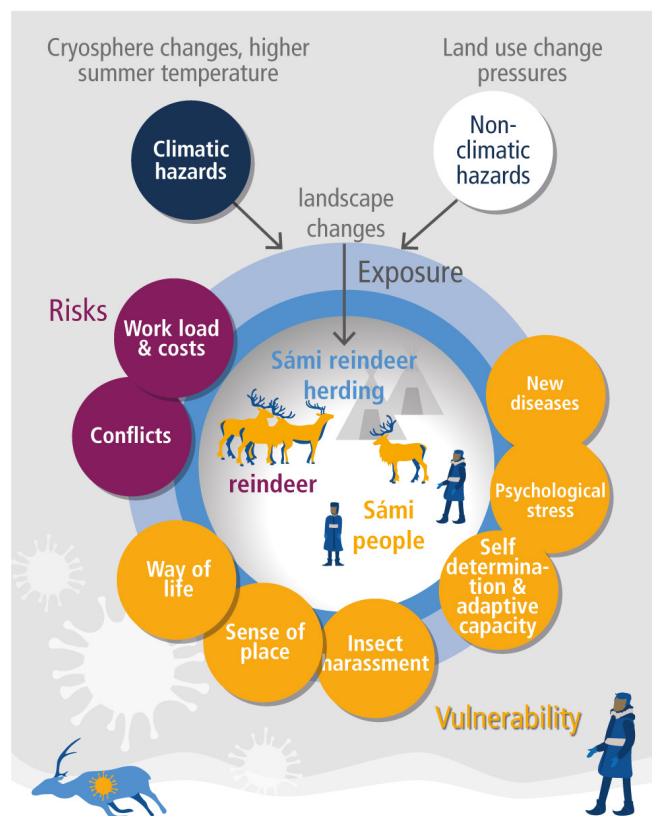 Cryosphere changes, higher
summer temperature
Land use change
pressures
Climatic
hazards
Non-
climatic
hazards
landscape
changes
Exposure
Risks
Work load
& costs
Conflicts
Sámi reindeer
herding
reindeer
Sámi
people
New
diseases
Psychological
stress
Self
determina-
tion &
adaptive
capacity
Way of
life
Sense of
place
Insect
harassment
Vulnerability